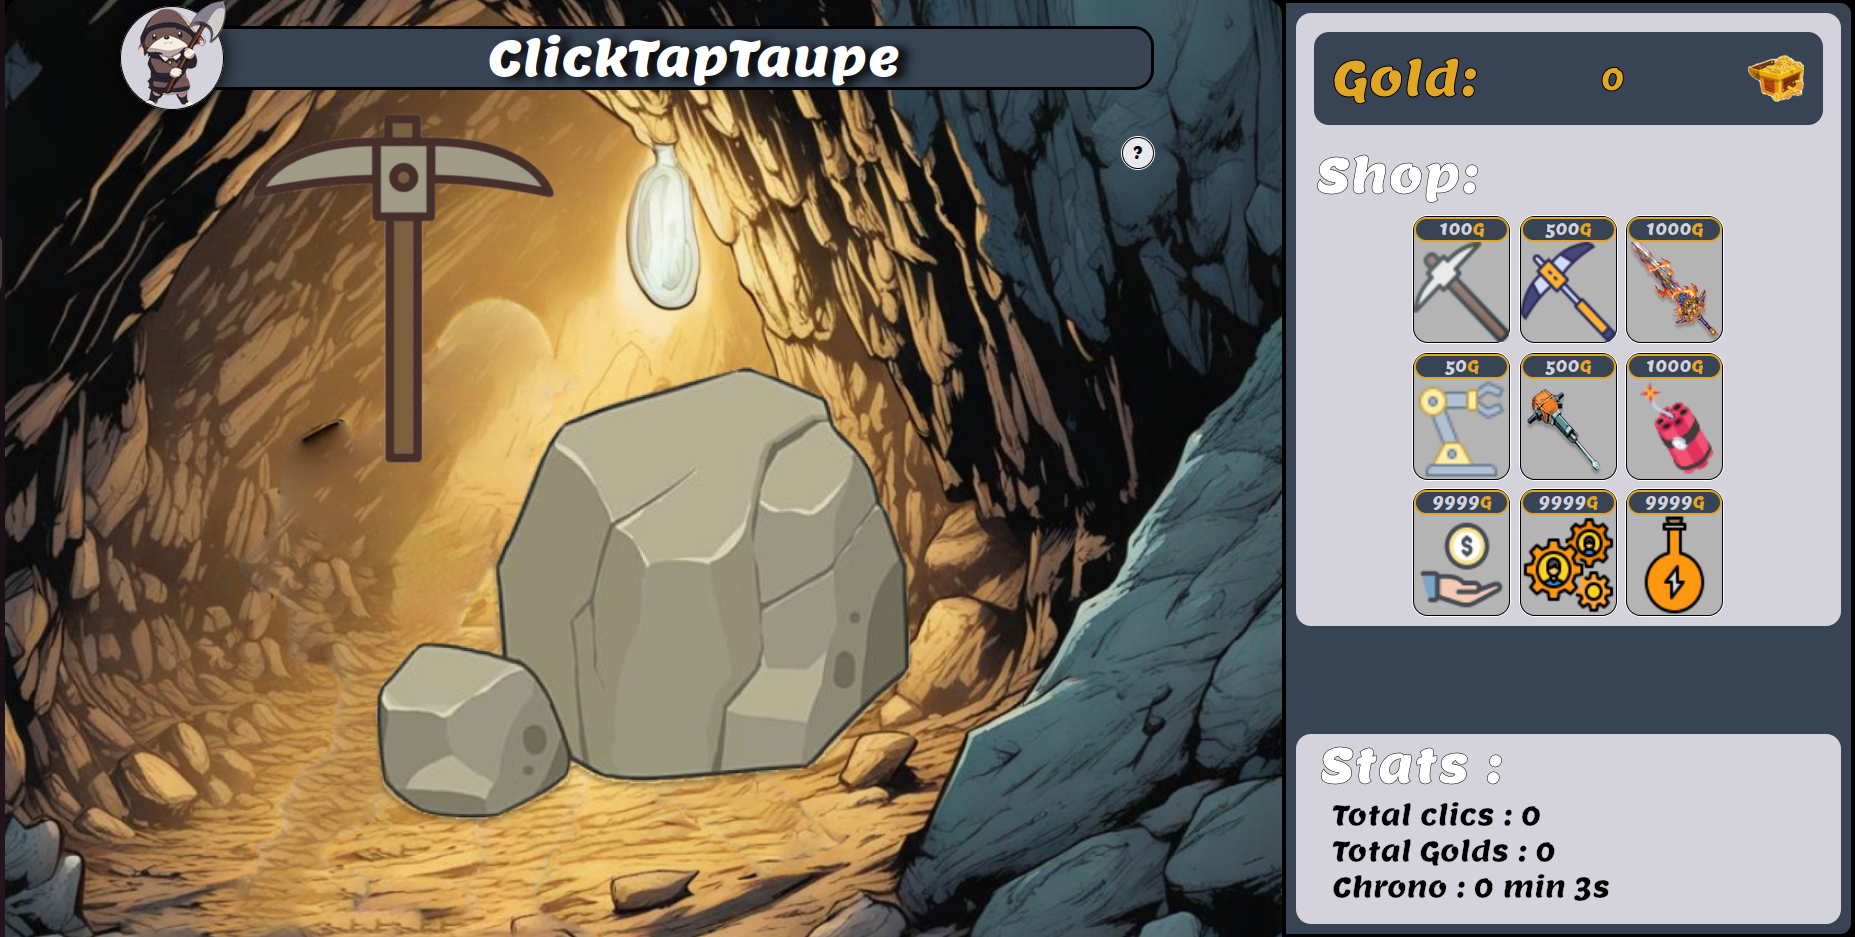 ClickTapTaupe
?
Gold: 0
Shop:
100G 500G 1000G
50G 500G 1000G
9999G 9999G 9999G
$
Stats :
Total clics : 0
Total Golds : 0
Chrono : 0 min 3s